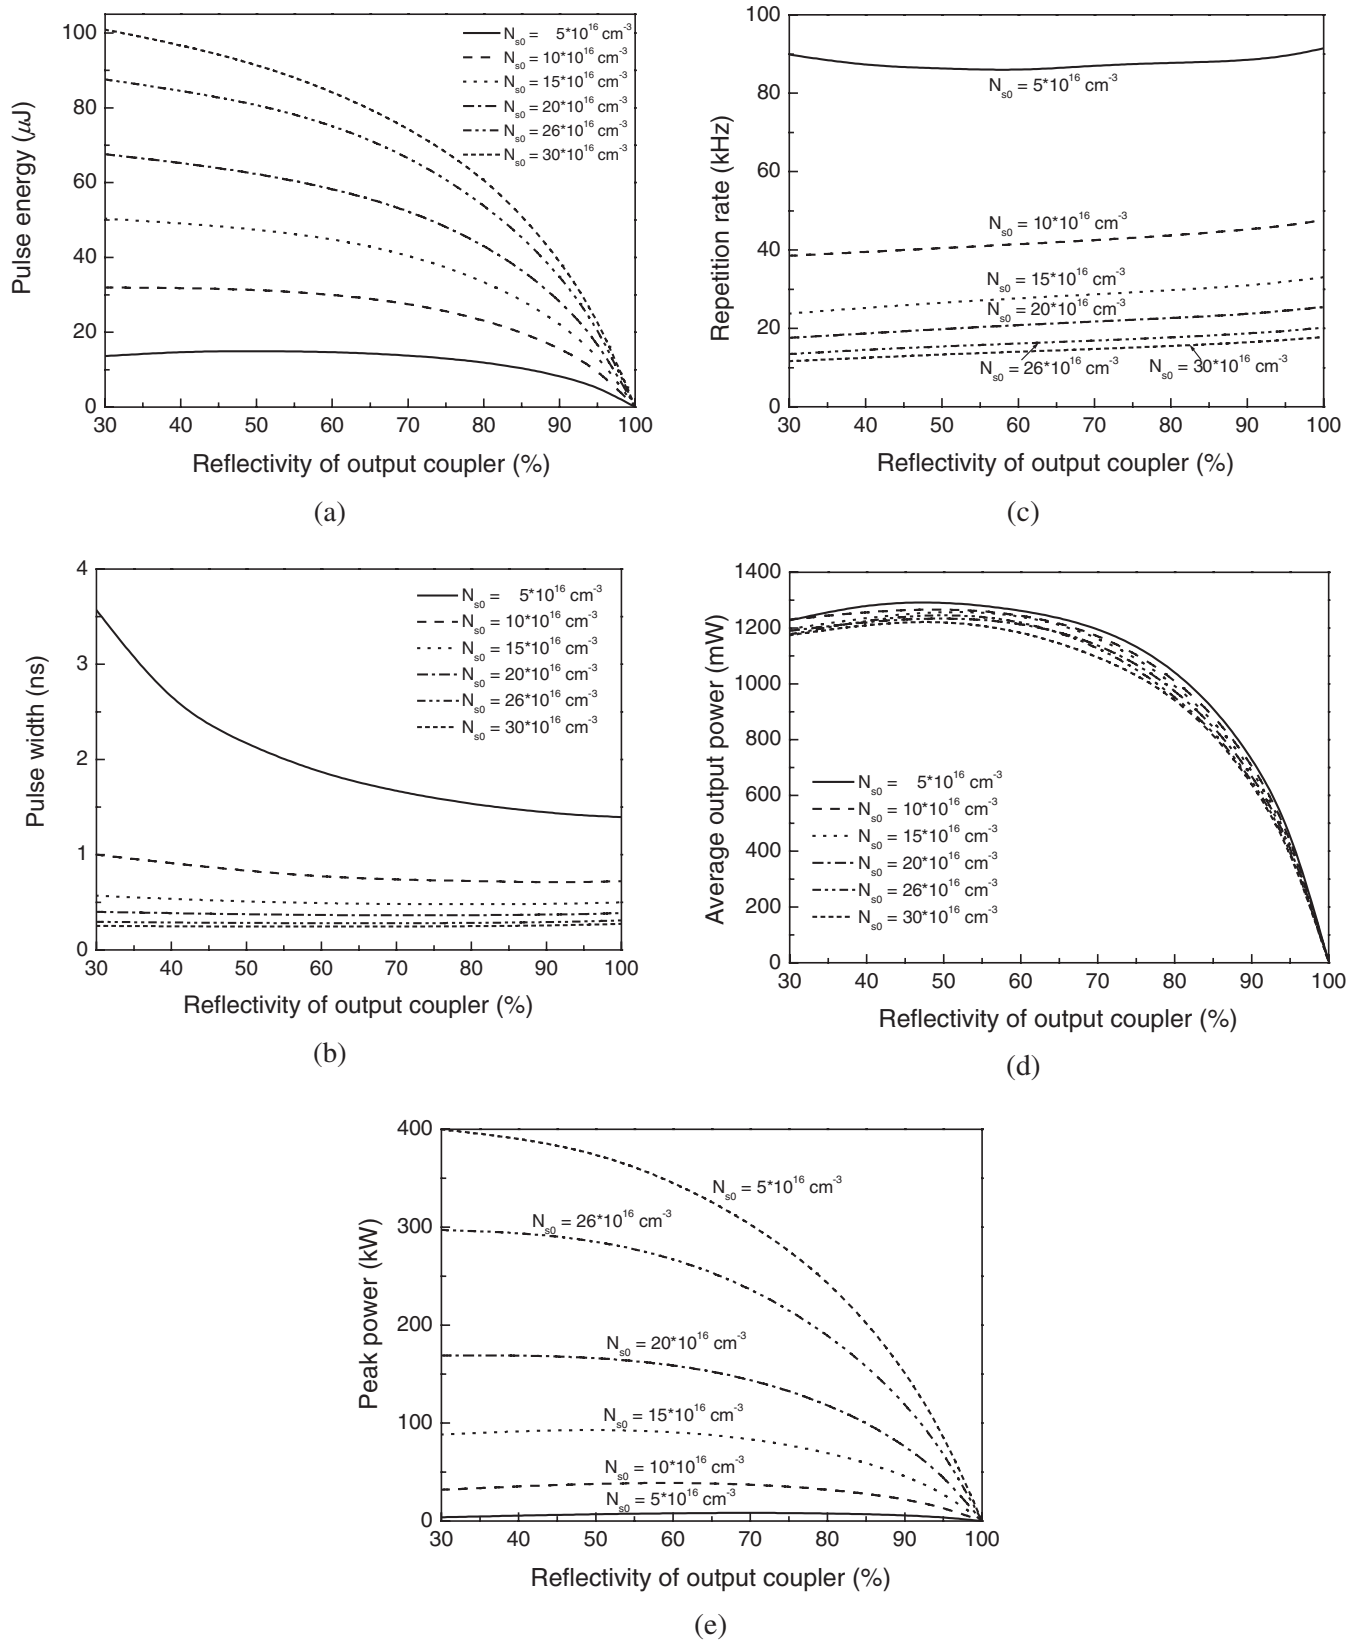 100
80
60
40
20
0
Pulse energy (μJ)
N_s0 = 5*10^16 cm^-3
N_s0 = 10*10^16 cm^-3
N_s0 = 15*10^16 cm^-3
N_s0 = 20*10^16 cm^-3
N_s0 = 26*10^16 cm^-3
N_s0 = 30*10^16 cm^-3
30 40 50 60 70 80 90 100
Reflectivity of output coupler (%)
(a)
100
80
60
40
20
0
Repetition rate (kHz)
N_s0 = 5*10^16 cm^-3
N_s0 = 10*10^16 cm^-3
N_s0 = 15*10^16 cm^-3
N_s0 = 20*10^16 cm^-3
N_s0 = 26*10^16 cm^-3
N_s0 = 30*10^16 cm^-3
30 40 50 60 70 80 90 100
Reflectivity of output coupler (%)
(c)
4
3
2
1
0
Pulse width (ns)
N_s0 = 5*10^16 cm^-3
N_s0 = 10*10^16 cm^-3
N_s0 = 15*10^16 cm^-3
N_s0 = 20*10^16 cm^-3
N_s0 = 26*10^16 cm^-3
N_s0 = 30*10^16 cm^-3
30 40 50 60 70 80 90 100
Reflectivity of output coupler (%)
(b)
1400
1200
1000
800
600
400
200
0
Average output power (mW)
N_s0 = 5*10^16 cm^-3
N_s0 = 10*10^16 cm^-3
N_s0 = 15*10^16 cm^-3
N_s0 = 20*10^16 cm^-3
N_s0 = 26*10^16 cm^-3
N_s0 = 30*10^16 cm^-3
30 40 50 60 70 80 90 100
Reflectivity of output coupler (%)
(d)
400
300
200
100
0
Peak power (kW)
N_s0 = 5*10^16 cm^-3
N_s0 = 26*10^16 cm^-3
N_s0 = 20*10^16 cm^-3
N_s0 = 15*10^16 cm^-3
N_s0 = 10*10^16 cm^-3
N_s0 = 5*10^16 cm^-3
30 40 50 60 70 80 90 100
Reflectivity of output coupler (%)
(e)